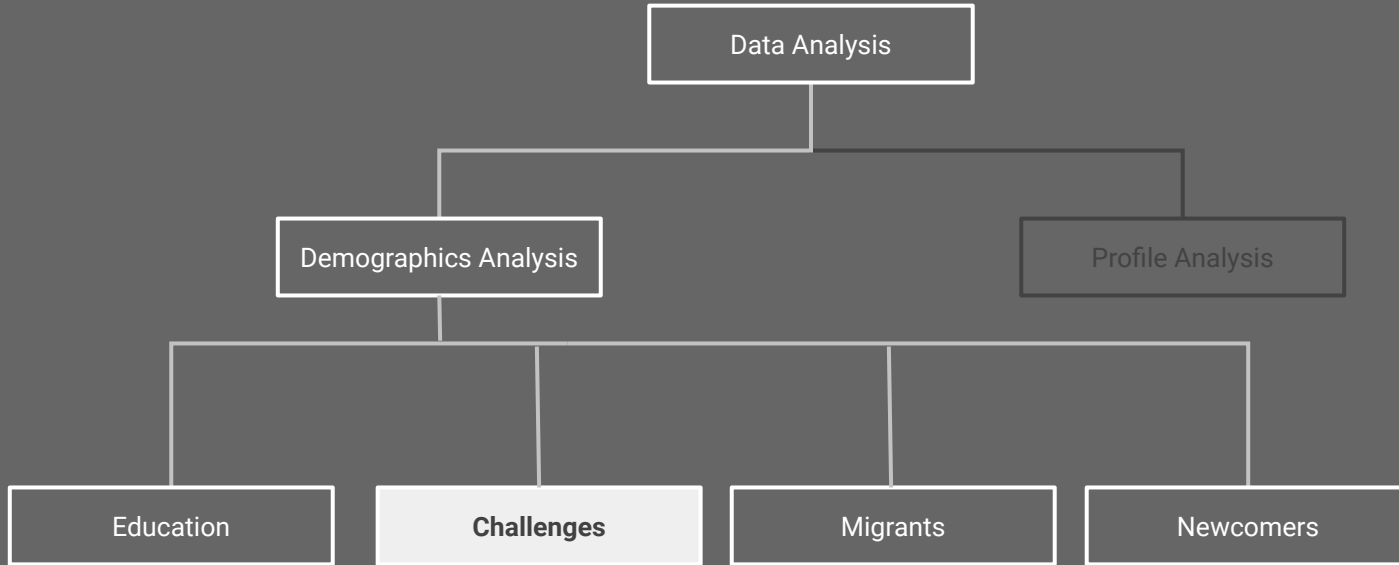 Data Analysis
Demographics Analysis
Profile Analysis
Education
Challenges
Migrants
Newcomers